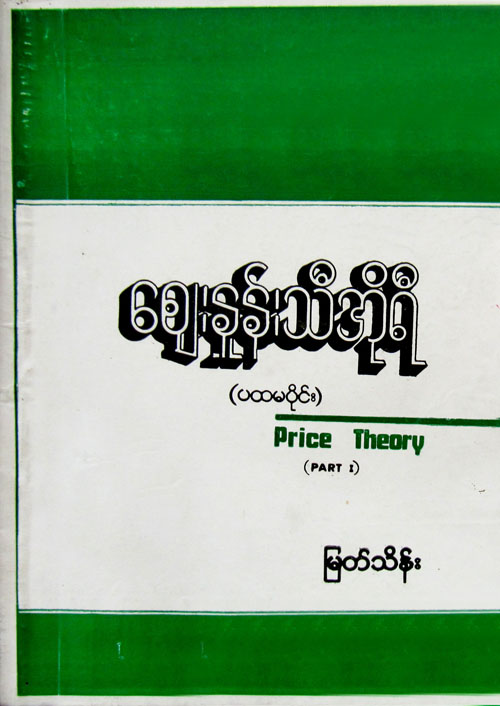 ဈေးနှုန်းသီအိုရီ
(ပထမပိုင်း)
Price Theory
(PART I)
မြတ်သိန်း